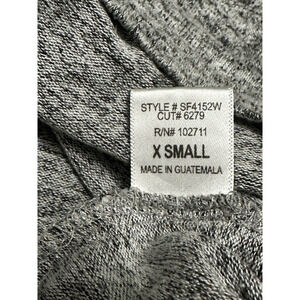 STYLE # SF4152W
CUT# 6279
R/N# 102711
X SMALL
MADE IN GUATEMALA